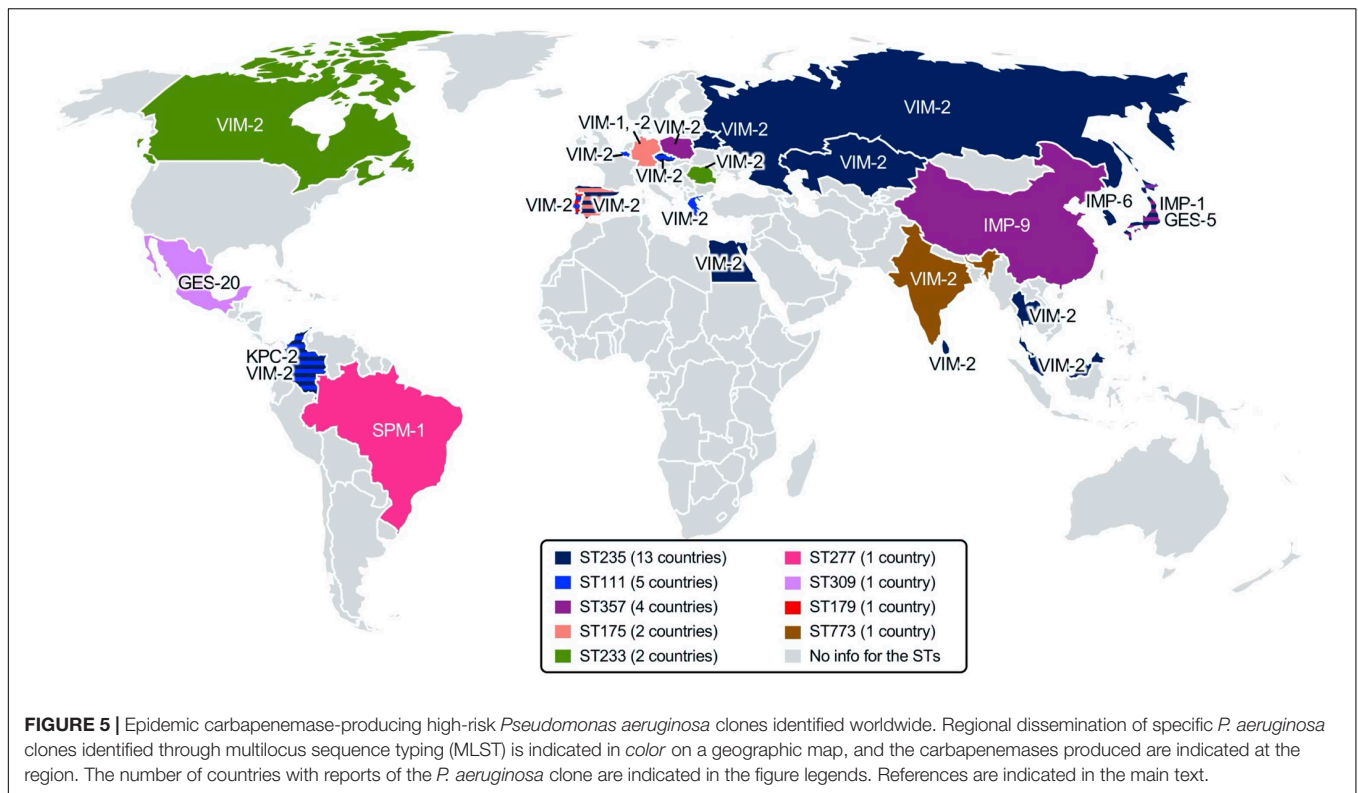 VIM-2
VIM-2
VIM-1, -2
VIM-2
VIM-2
VIM-2
VIM-2
VIM-2
VIM-2
VIM-2
VIM-2
VIM-2
VIM-2
IMP-6
IMP-1
GES-5
IMP-9
GES-20
VIM-2
VIM-2
VIM-2
VIM-2
KPC-2
VIM-2
SPM-1
ST235 (13 countries)
ST111 (5 countries)
ST357 (4 countries)
ST175 (2 countries)
ST233 (2 countries)
ST277 (1 country)
ST309 (1 country)
ST179 (1 country)
ST773 (1 country)
No info for the STs
FIGURE 5 | Epidemic carbapenemase-producing high-risk Pseudomonas aeruginosa clones identified worldwide. Regional dissemination of specific P. aeruginosa
clones identified through multilocus sequence typing (MLST) is indicated in color on a geographic map, and the carbapenemases produced are indicated at the
region. The number of countries with reports of the P. aeruginosa clone are indicated in the figure legends. References are indicated in the main text.